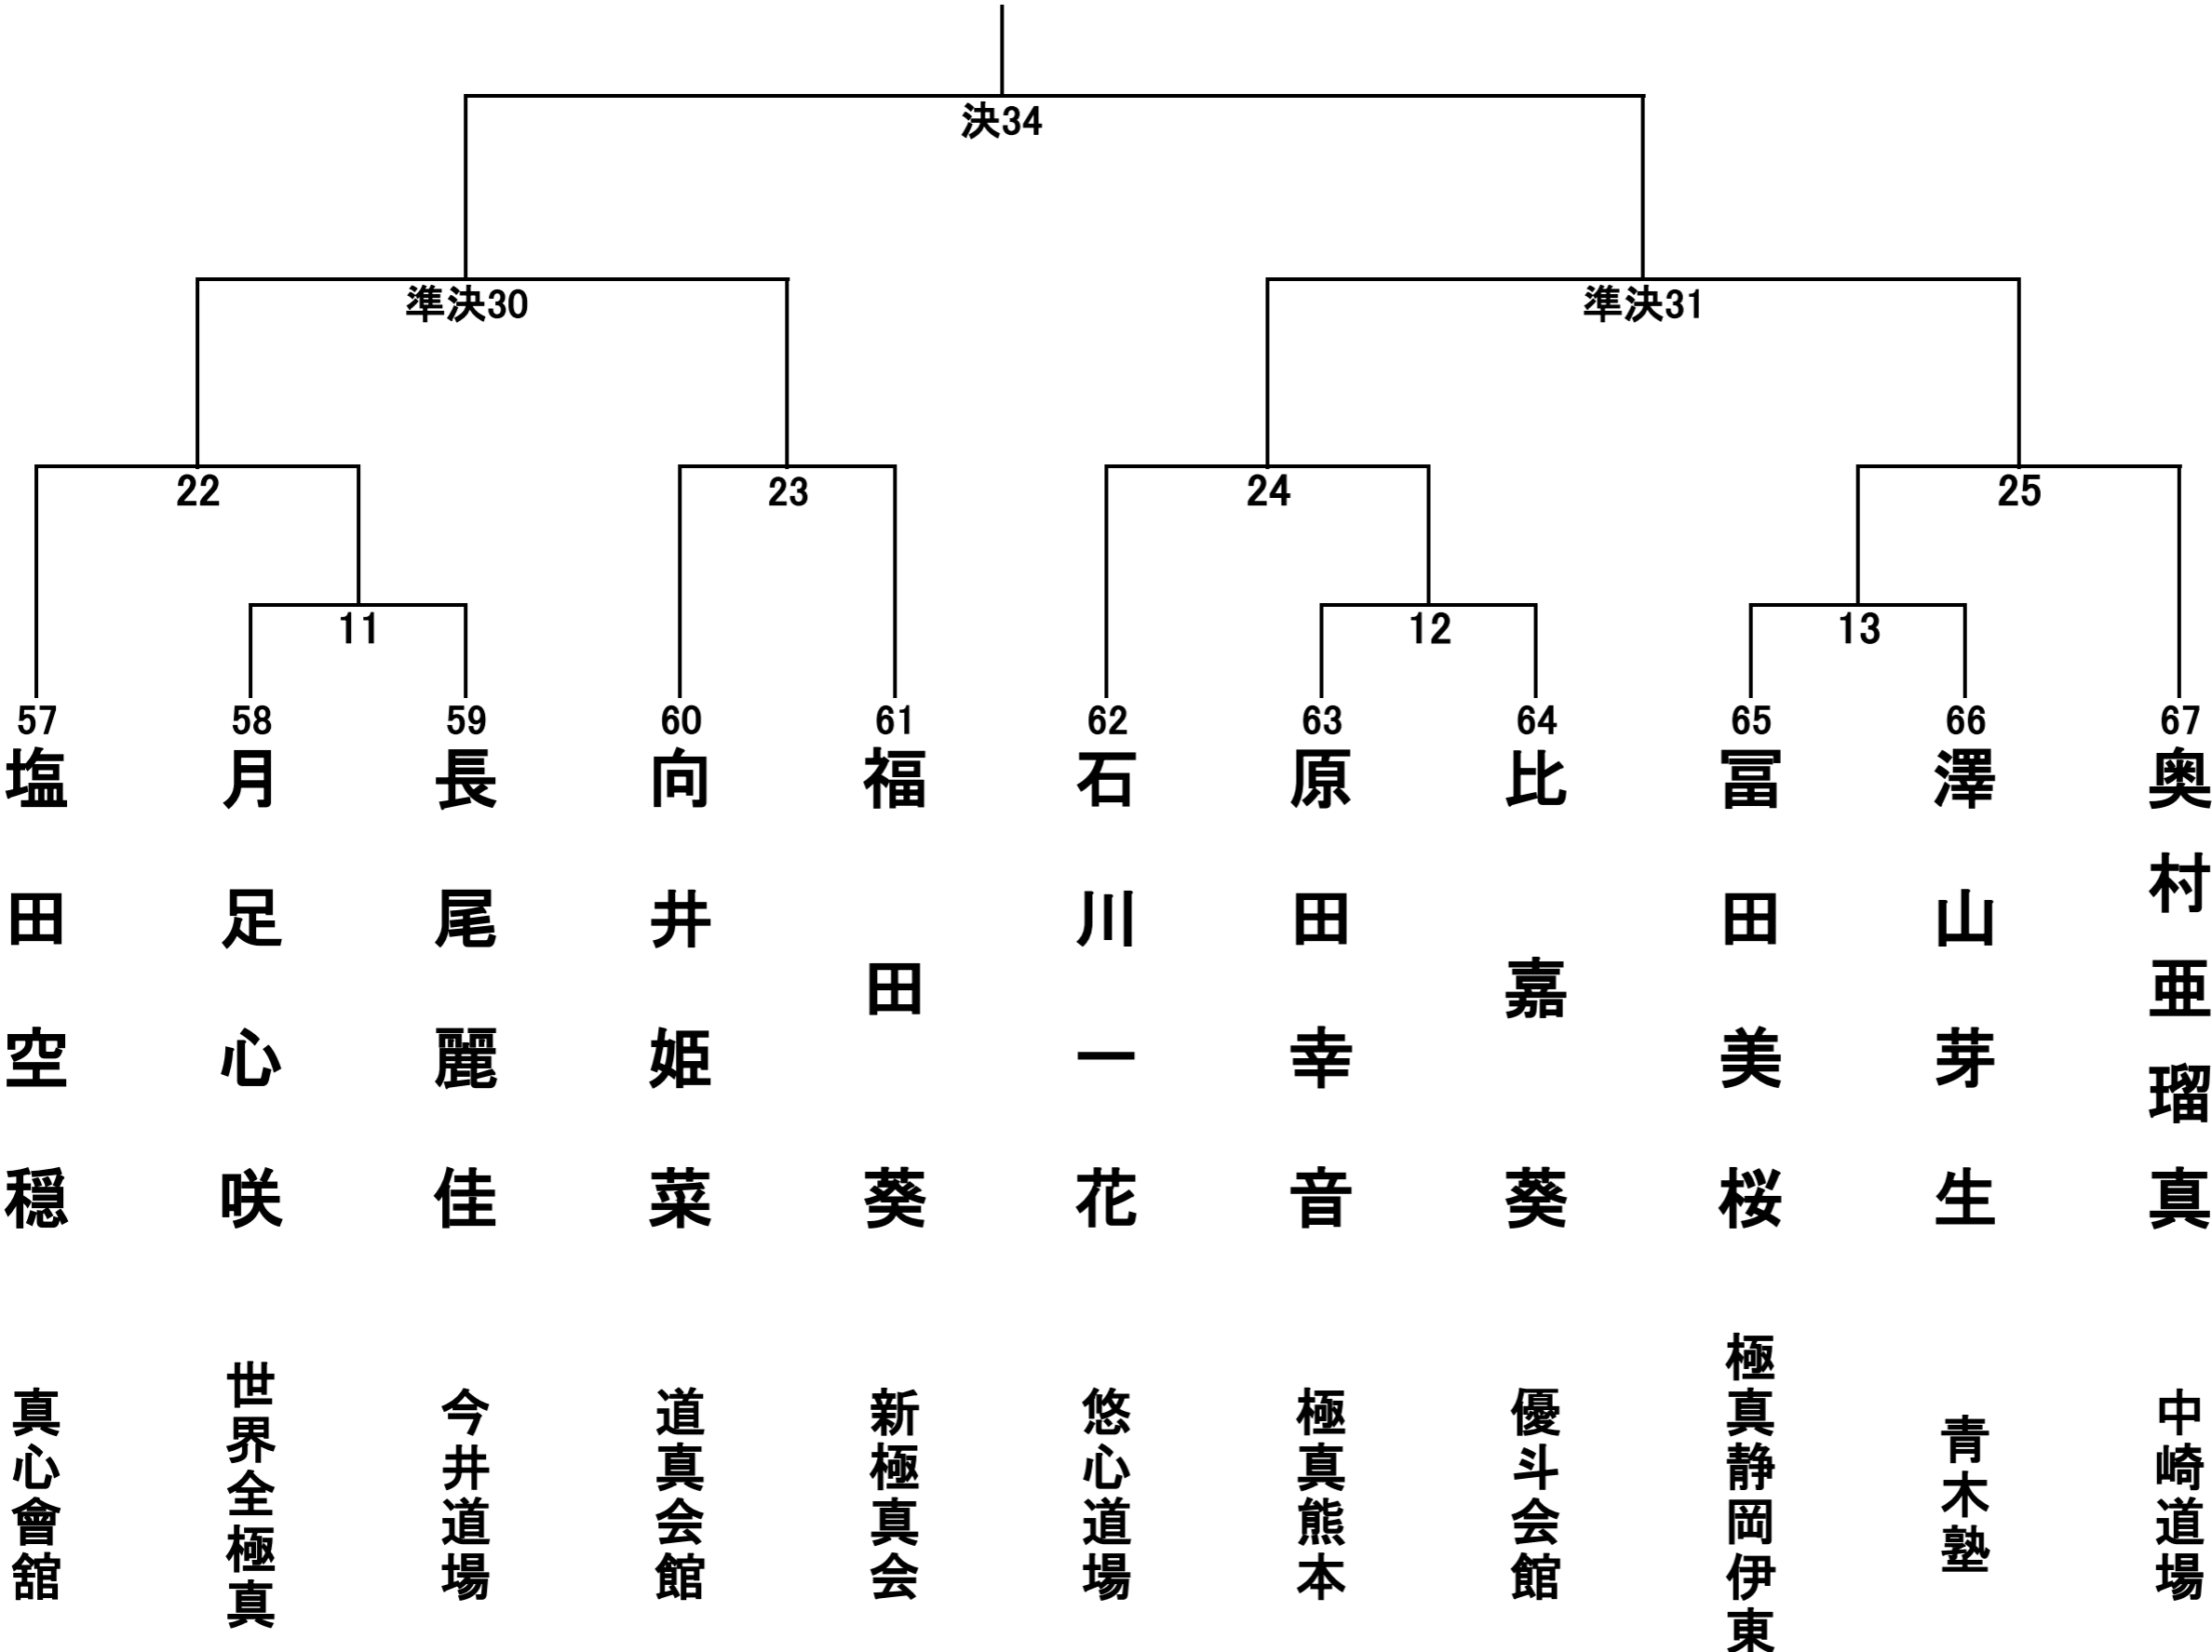 決34
準決30
準決31
22
23
24
25
11
12
13
57
58
59
60
61
62
63
64
65
66
67
塩田空穏
月足心咲
長尾麗佳
向井姫菜
福田葵
石川一花
原田幸音
比嘉葵
冨田美桜
澤山芽生
奥村亜瑠真
真心會舘
世界全極真
今井道場
道真会館
新極真会
悠心道場
極真熊本
優斗会館
極真静岡伊東
青木塾
中崎道場